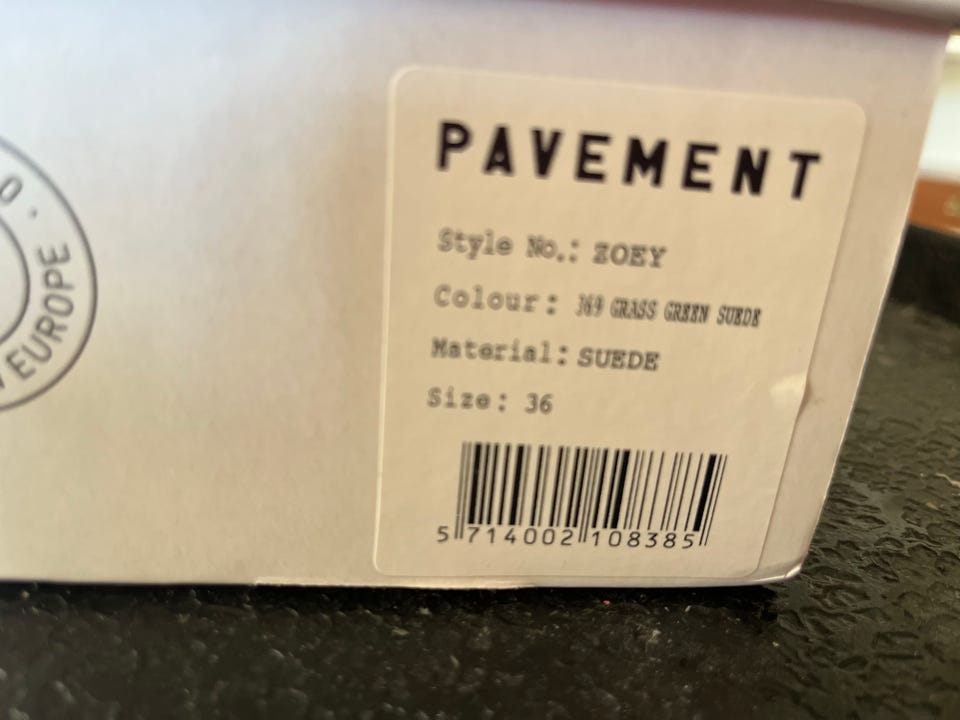 PAVEMENT
Style No.: ZOEY
Colour: 369 GRASS GREEN SUEDE
Material: SUEDE
Size: 36
5 714002 108385
EUROPE